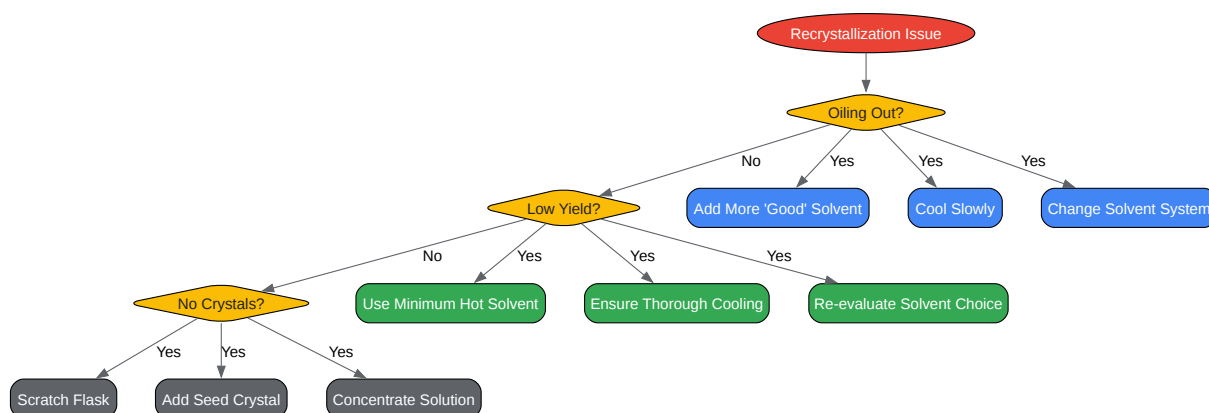 Recrystallization Issue
Oiling Out?
No
Yes
Yes
Yes
Low Yield?
Add More 'Good' Solvent
Cool Slowly
Change Solvent System
No
Yes
Yes
Yes
No Crystals?
Use Minimum Hot Solvent
Ensure Thorough Cooling
Re-evaluate Solvent Choice
Yes
Yes
Yes
Scratch Flask
Add Seed Crystal
Concentrate Solution